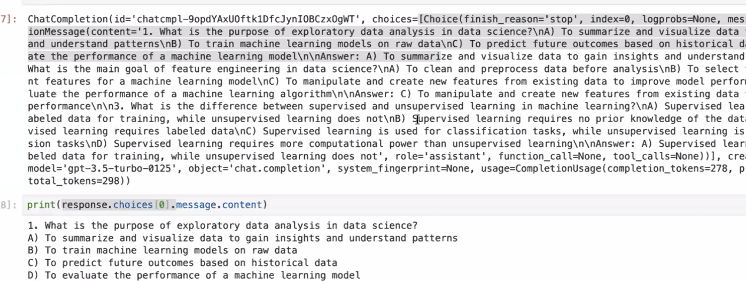 7]: ChatCompletion(id='chatcmpl-9opdYAxUOftk1DfcJynIOBCzxOgWT', choices=[Choice(finish_reason='stop', index=0, logprobs=None, mes
ionMessage(content='1. What is the purpose of exploratory data analysis in data science?\nA) To summarize and visualize data
and understand patterns\nB) To train machine learning models on raw data\nC) To predict future outcomes based on historical da
ate the performance of a machine learning model\n\nAnswer: A) To summarize and visualize data to gain insights and understand
What is the main goal of feature engineering in data science?\nA) To clean and preprocess data before analysis\nB) To select
nt features for a machine learning model\nC) To manipulate and create new features from existing data to improve model perfor
luate the performance of a machine learning algorithm\n\nAnswer: C) To manipulate and create new features from existing data
performance\n\n3. What is the difference between supervised and unsupervised learning in machine learning?\nA) Supervised lea
abeled data for training, while unsupervised learning does not\nB) Supervised learning requires no prior knowledge of the data
vised learning requires labeled data\nC) Supervised learning is used for classification tasks, while unsupervised learning is
sion tasks\nD) Supervised learning requires more computational power than unsupervised learning\n\nAnswer: A) Supervised lear
beled data for training, while unsupervised learning does not', role='assistant', function_call=None, tool_calls=None))], crea
model='gpt-3.5-turbo-0125', object='chat.completion', system_fingerprint=None, usage=CompletionUsage(completion_tokens=278, p
total_tokens=298))
8]: print(response.choices[0].message.content)
1. What is the purpose of exploratory data analysis in data science?
A) To summarize and visualize data to gain insights and understand patterns
B) To train machine learning models on raw data
C) To predict future outcomes based on historical data
D) To evaluate the performance of a machine learning model